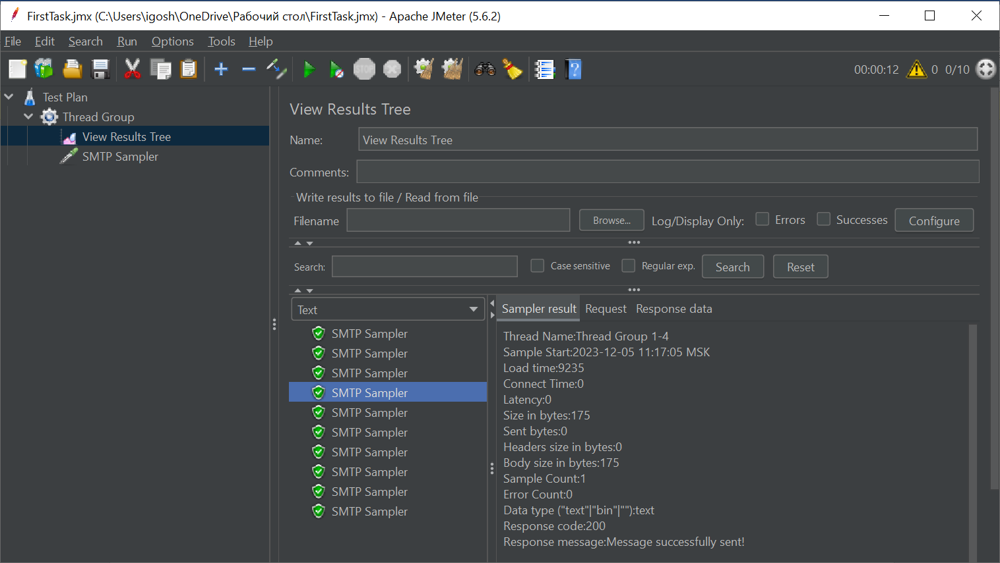 FirstTask.jmx (C:\Users\igosh\OneDrive\Рабочий стол\FirstTask.jmx) - Apache JMeter (5.6.2)
File Edit Search Run Options Tools Help
STOP
00:00:12 0 0/10
Test Plan
Thread Group
View Results Tree
SMTP Sampler
View Results Tree
Name: View Results Tree
Comments:
Write results to file / Read from file
Filename Browse... Log/Display Only: Errors Successes Configure
Search: Case sensitive Regular exp. Search Reset
Text
SMTP Sampler
SMTP Sampler
SMTP Sampler
SMTP Sampler
SMTP Sampler
SMTP Sampler
SMTP Sampler
SMTP Sampler
SMTP Sampler
SMTP Sampler
Sampler result Request Response data
Thread Name:Thread Group 1-4
Sample Start:2023-12-05 11:17:05 MSK
Load time:9235
Connect Time:0
Latency:0
Size in bytes:175
Sent bytes:0
Headers size in bytes:0
Body size in bytes:175
Sample Count:1
Error Count:0
Data type ("text"|"bin"|""):text
Response code:200
Response message:Message successfully sent!